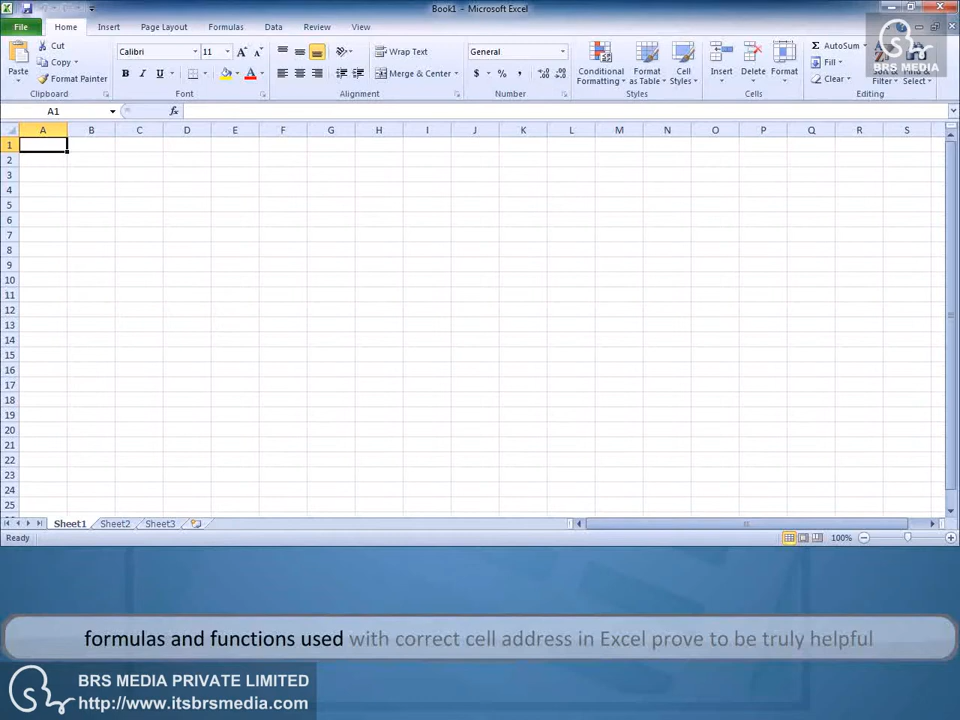 Book1 - Microsoft Excel
File Home Insert Page Layout Formulas Data Review View
Paste
Cut
Copy
Format Painter
Clipboard
Calibri 11
B I U
Font
Wrap Text
Merge & Center
Alignment
General
$ % ,
Number
Conditional
Formatting
Format
as Table
Cell
Styles
Styles
Insert Delete Format
Cells
AutoSum
Fill
Clear
Filter Select
Editing
BRS MEDIA
A1 fx
A B C D E F G H I J K L M N O P Q R S
1
2
3
4
5
6
7
8
9
10
11
12
13
14
15
16
17
18
19
20
21
22
23
24
25
Sheet1 Sheet2 Sheet3
Ready 100%
formulas and functions used with correct cell address in Excel prove to be truly helpful
BRS MEDIA PRIVATE LIMITED
http://www.itsbrsmedia.com